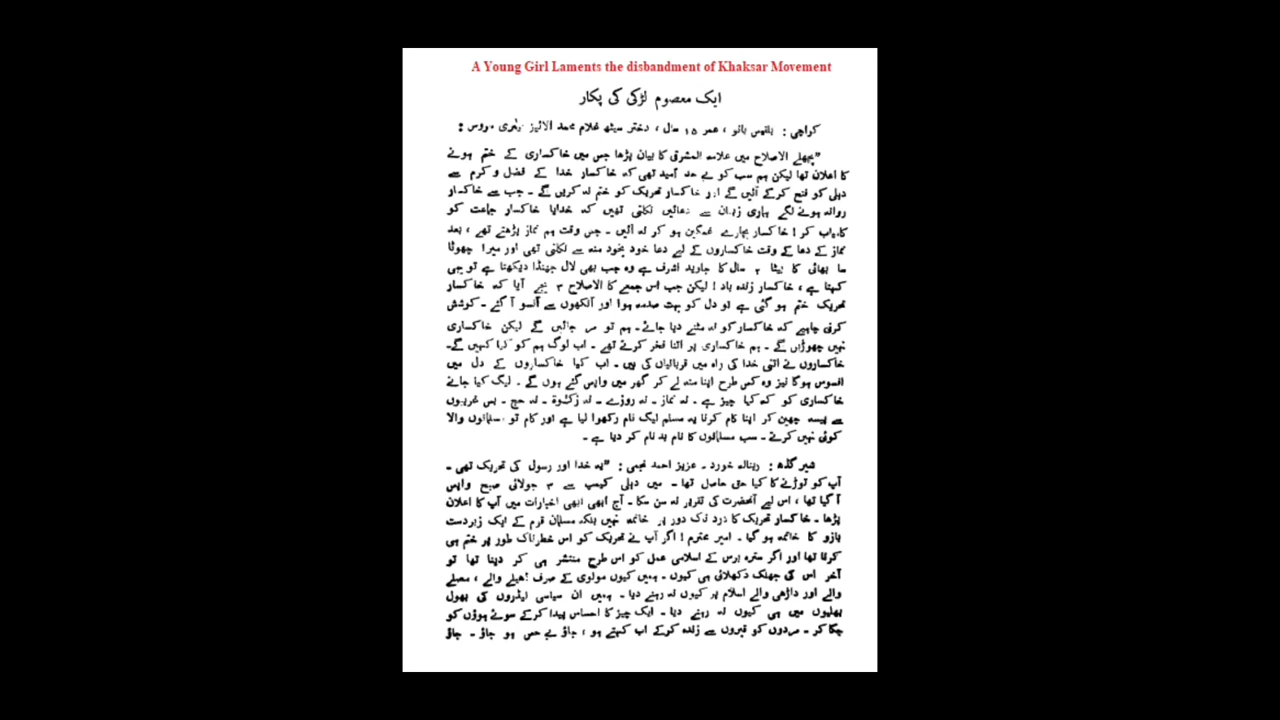 A Young Girl Laments the disbandment of Khaksar Movement
ایک معصوم لڑکی کی پکار
کراچی : بلقیس بانو ، عمر ۱۵ سال ، دختر سیٹھ غلام محمد الائیڈ سروس :
”پچھلے الاصلاح میں علامہ المشرقی کا بیان پڑھا جس میں خاکساری کے ختم ہونے
کا اعلان تھا لیکن ہم سب کو بے حد امید تھی کہ خاکسار خدا کے فضل و کرم سے
دہلی کو فتح کرکے آئیں گے اور خاکسار تحریک کو ختم نہ کریں گے ۔ جب سے خاکسار
روانہ ہونے لگے ہماری زبان سے دعائیں نکلتی تھیں کہ خدایا خاکسار جماعت کو
کامیاب کر ! خاکسار بچارے غمگین ہو کر نہ آئیں ۔ جس وقت ہم نماز پڑھتے تھے ، بعد
نماز کے دعا کے وقت خاکساروں کے لیے دعا خود بخود منہ سے نکلتی تھی اور میرا چھوٹا
سا بھائی کا بیٹا ۲ سال کا جاوید اشرف ہے وہ جب بھی لال جھنڈا دیکھتا ہے تو جی
کہتا ہے ، خاکسار زندہ باد ! لیکن جب اس جمعے کا الاصلاح ۳ بجے آیا کہ خاکسار
تحریک ختم ہو گئی ہے تو دل کو بہت صدمہ ہوا اور آنکھوں سے آنسو آ گئے ۔ کوشش
کرنی چاہیے کہ خاکسار کو نہ مٹنے دیا جائے ۔ ہم تو مر جائیں گے لیکن خاکساری
نہیں چھوڑیں گے ۔ ہم خاکساری پر اتنا فخر کرتے تھے ۔ اب لوگ ہم کو کیا کہیں گے۔
خاکساروں نے اتنی خدا کی راہ میں قربانیاں کی ہیں ۔ اب کیا خاکساروں کے دل میں
افسوس ہوگا نیز وہ کس طرح اپنا منہ لے کر گھر میں واپس گئے ہوں گے ۔ لیگ کیا جانے
خاکساری کو کہ کیا چیز ہے ۔ نہ نماز ۔ نہ روزے ۔ نہ زکٰوة ۔ نہ حج ۔ بس غریبوں
سے پیسہ چھین کر اپنا کام کرنا یہ مسلم لیگ نام رکھوا لیا ہے اور کام تو مسلمانوں والا
کوئی نہیں کرتے ۔ سب مسلمانوں کا نام بد نام کر دیا ہے ۔
شیر گڈھ : رینالہ خورد ۔ عزیز احمد نجمی : ”یہ خدا اور رسول کی تحریک تھی ۔
آپ کو توڑنے کا کیا حق حاصل تھا ۔ میں دہلی کیمپ سے ۳ جولائی صبح واپس
آ گیا تھا ، اس لیے آنحضرت کی تقریر نہ سن سکا ۔ آج ابھی ابھی اخبارات میں آپ کا اعلان
پڑھا ۔ خاکسار تحریک کا درد ناک دور پر خاتمہ نہیں بلکہ مسلمان قوم کے ایک زبردست
بازو کا خاتمہ ہو گیا ۔ امیر محترم ! اگر آپ نے تحریک کو اس خطرناک طور پر ختم ہی
کرنا تھا اور اگر سترہ برس کے اسلامی عمل کو اس طرح منتشر ہی کر دینا تھا تو
آخر اس کی جھلک دکھلائی ہی کیوں ۔ ہمیں کیوں مولوی کے صرف ڈھیلے والے ، مصلے
والے اور داڑھی والے اسلام پر کیوں نہ رہنے دیا ۔ ہمیں ان سیاسی لیڈروں کی بھول
بھلیوں میں ہی کیوں نہ رہنے دیا ۔ ایک چیز کا احساس پیدا کرکے سوئے ہوؤں کو
جگا کر ۔ مردوں کو قبروں سے زندہ کرکے اب کہتے ہو ، جاؤ بے حس ہو جاؤ ۔ جاؤ